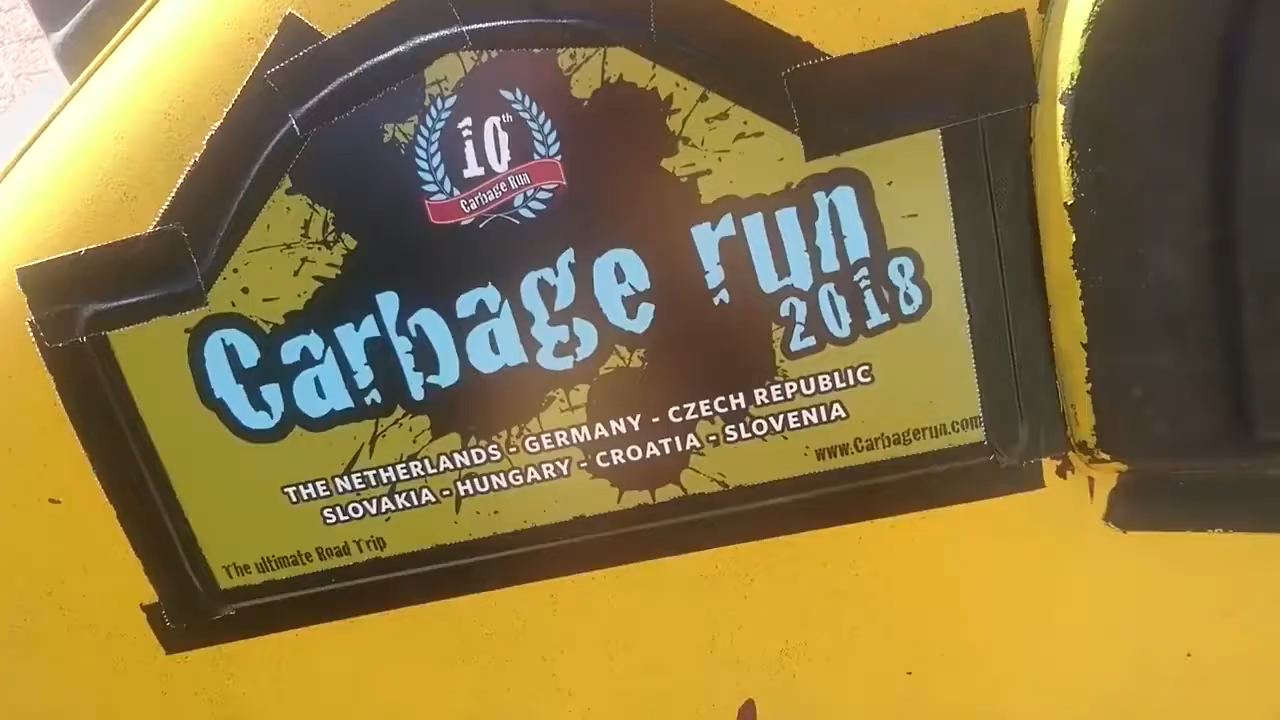 10th
Carbage Run
Carbage run
2018
THE NETHERLANDS - GERMANY - CZECH REPUBLIC
SLOVAKIA - HUNGARY - CROATIA - SLOVENIA
www.Carbagerun.com
The ultimate Road Trip